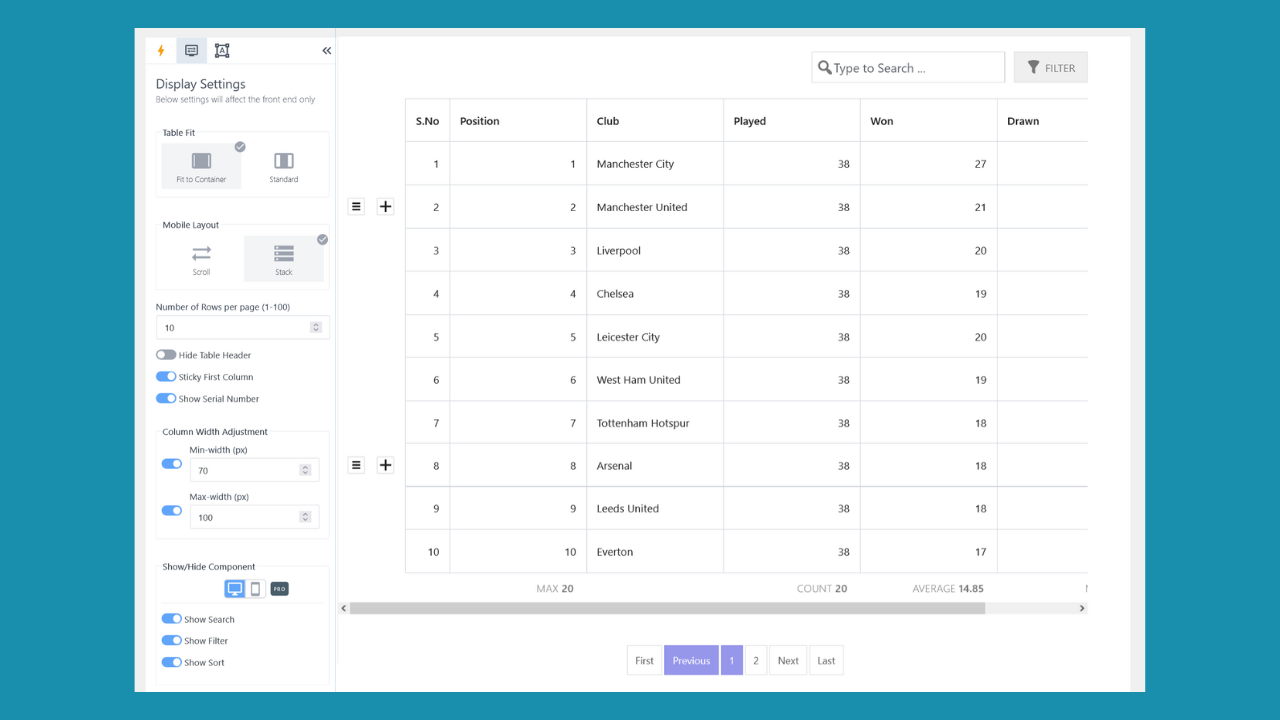 Display Settings
Below settings will affect the front end only
Table Fit
Fit to Container
Standard
Mobile Layout
Scroll
Stack
Number of Rows per page (1-100)
10
Hide Table Header
Sticky First Column
Show Serial Number
Column Width Adjustment
Min-width (px)
70
Max-width (px)
100
Show/Hide Component
PRO
Show Search
Show Filter
Show Sort
Type to Search ...
FILTER
S.No Position Club Played Won Drawn
1 1 Manchester City 38 27
2 2 Manchester United 38 21
3 3 Liverpool 38 20
4 4 Chelsea 38 19
5 5 Leicester City 38 20
6 6 West Ham United 38 19
7 7 Tottenham Hotspur 38 18
8 8 Arsenal 38 18
9 9 Leeds United 38 18
10 10 Everton 38 17
MAX 20 COUNT 20 AVERAGE 14.85
First Previous 1 2 Next Last